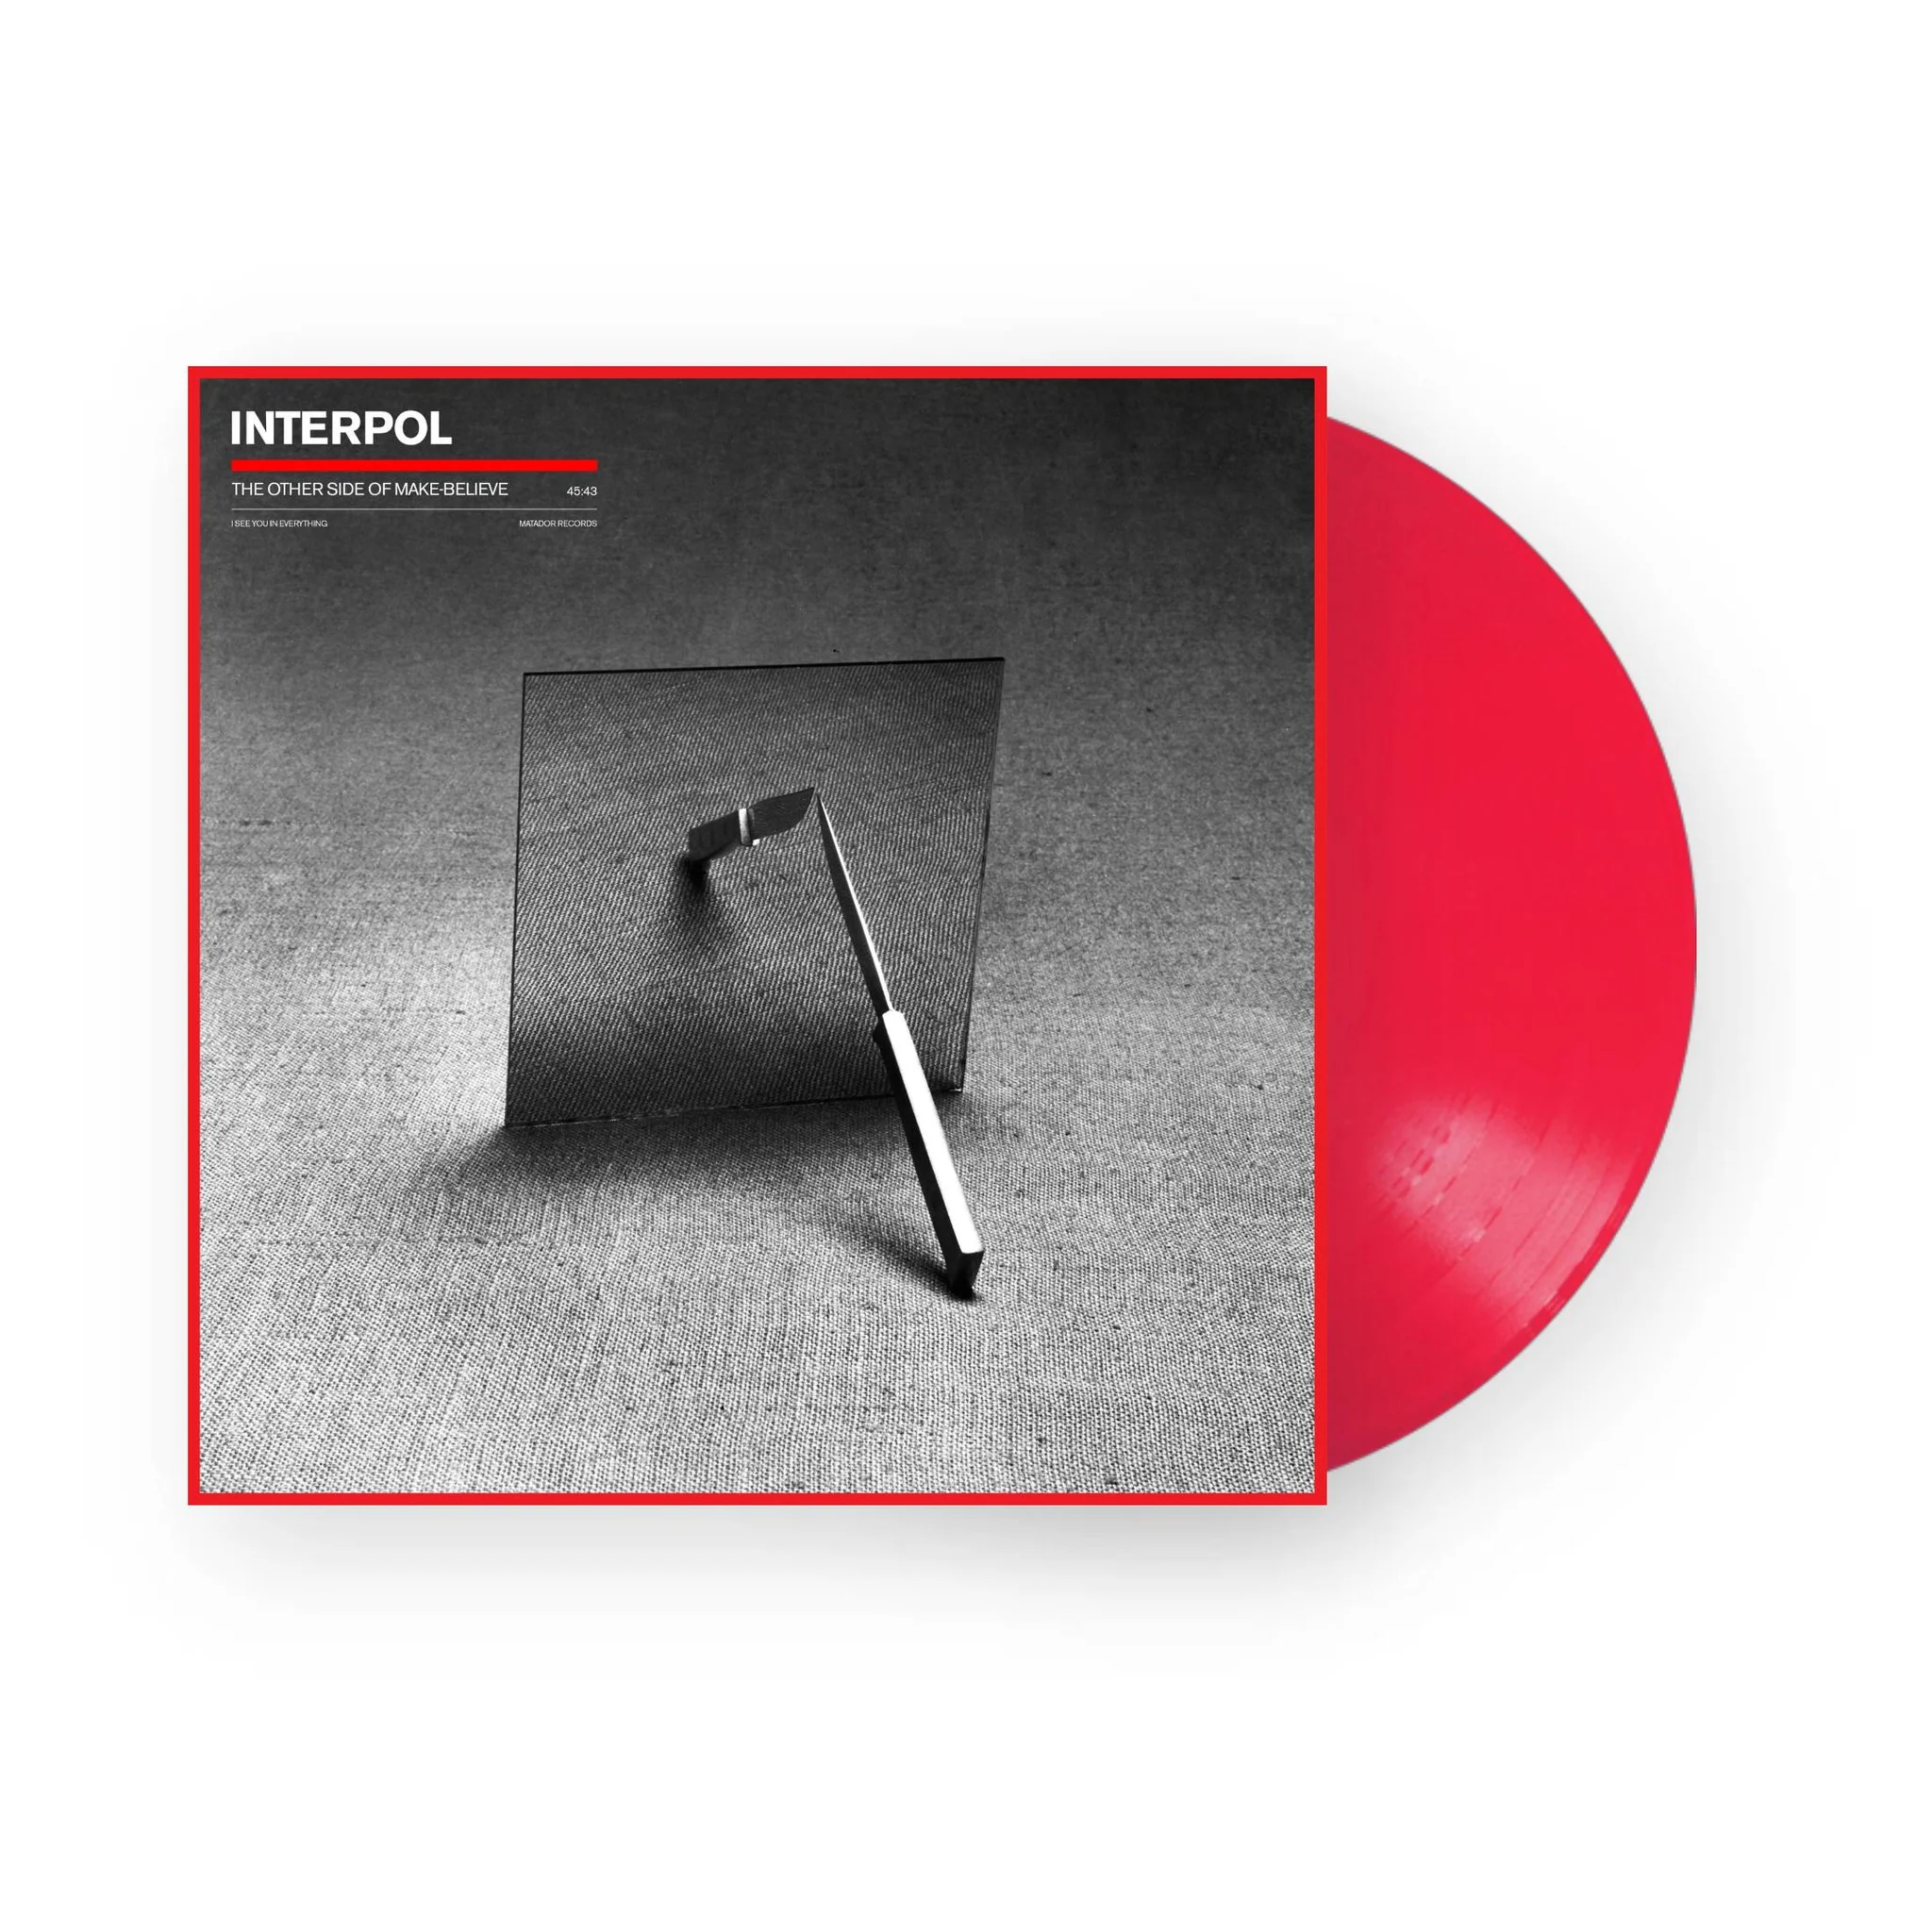 INTERPOL
THE OTHER SIDE OF MAKE-BELIEVE 45:43
I SEE YOU IN EVERYTHING MATADOR RECORDS